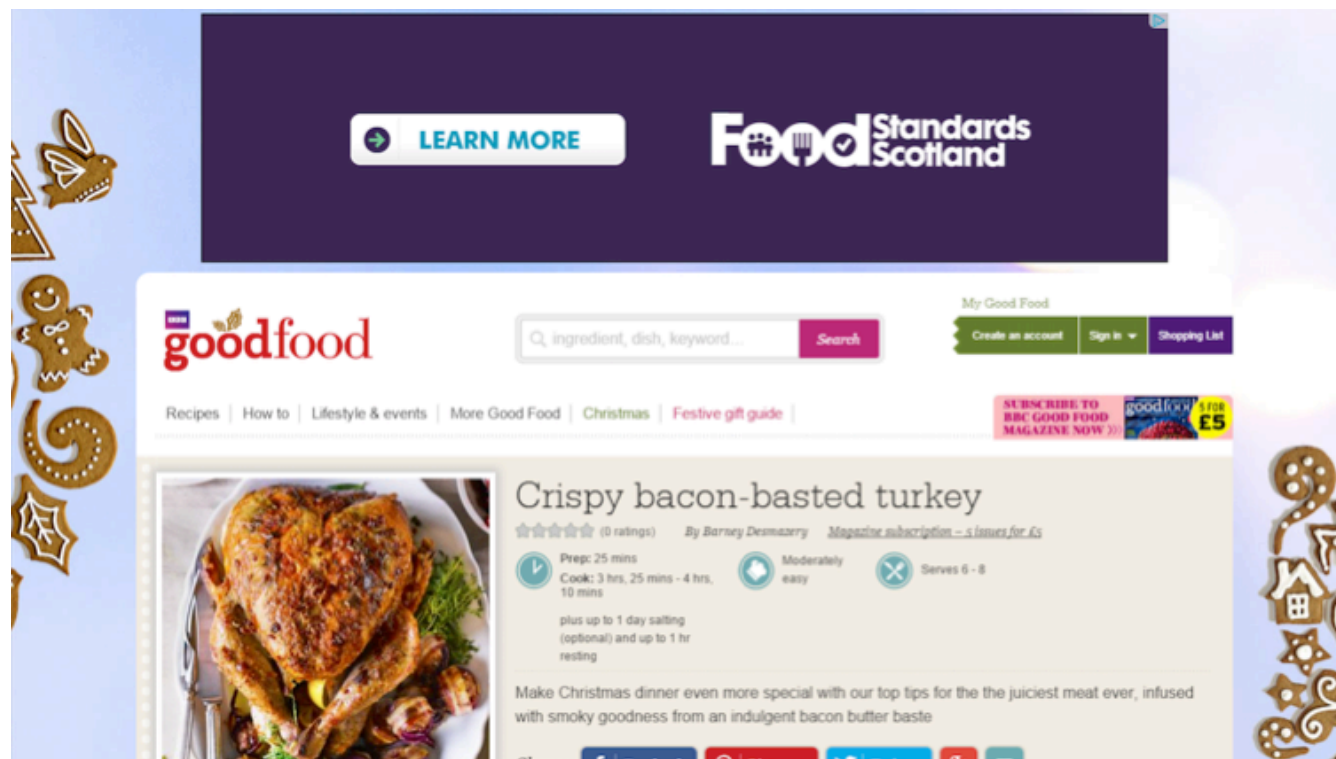 LEARN MORE
Food Standards
Scotland
My Good Food
BBC
goodfood
ingredient, dish, keyword...
Search
Create an account
Sign in
Shopping List
Recipes
How to
Lifestyle & events
More Good Food
Christmas
Festive gift guide
SUBSCRIBE TO
BBC GOOD FOOD
MAGAZINE NOW
goodfood
5 FOR
£5
Crispy bacon-basted turkey
(0 ratings)
By Barney Desmazery
Magazine subscription – 5 issues for £5
Prep: 25 mins
Cook: 3 hrs, 25 mins - 4 hrs,
10 mins
Moderately
easy
Serves 6 - 8
plus up to 1 day salting
(optional) and up to 1 hr
resting
Make Christmas dinner even more special with our top tips for the the juiciest meat ever, infused
with smoky goodness from an indulgent bacon butter baste